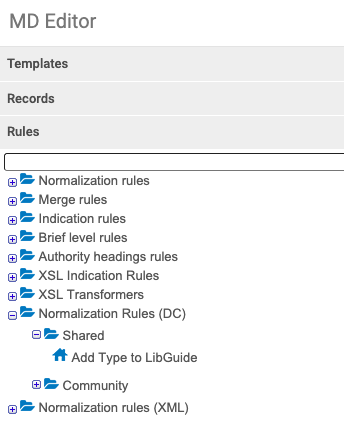 MD Editor
Templates
Records
Rules
Normalization rules
Merge rules
Indication rules
Brief level rules
Authority headings rules
XSL Indication Rules
XSL Transformers
Normalization Rules (DC)
Shared
Add Type to LibGuide
Community
Normalization rules (XML)